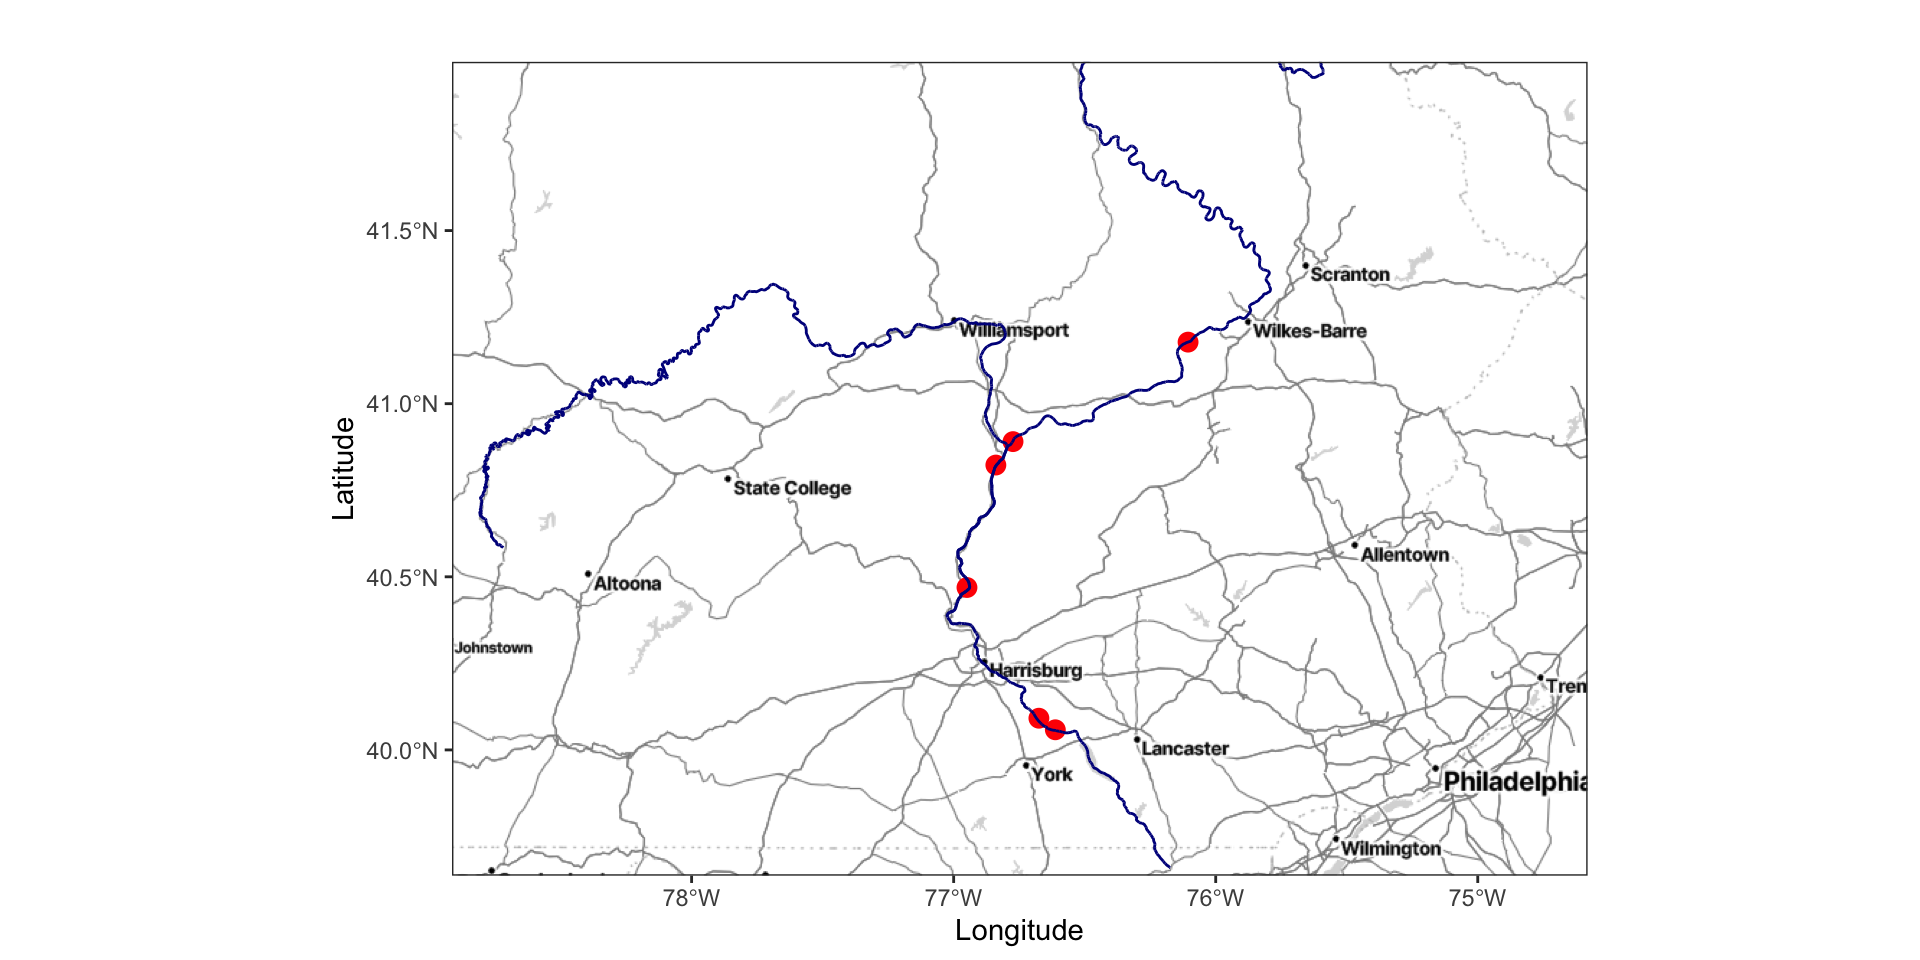 41.5°N
Scranton
Williamsport
Wilkes-Barre
41.0°N
Latitude
State College
Allentown
40.5°N
Altoona
Johnstown
Harrisburg
Tren
40.0°N
Lancaster
York
Philadelphia
Wilmington
78°W
77°W
76°W
75°W
Longitude